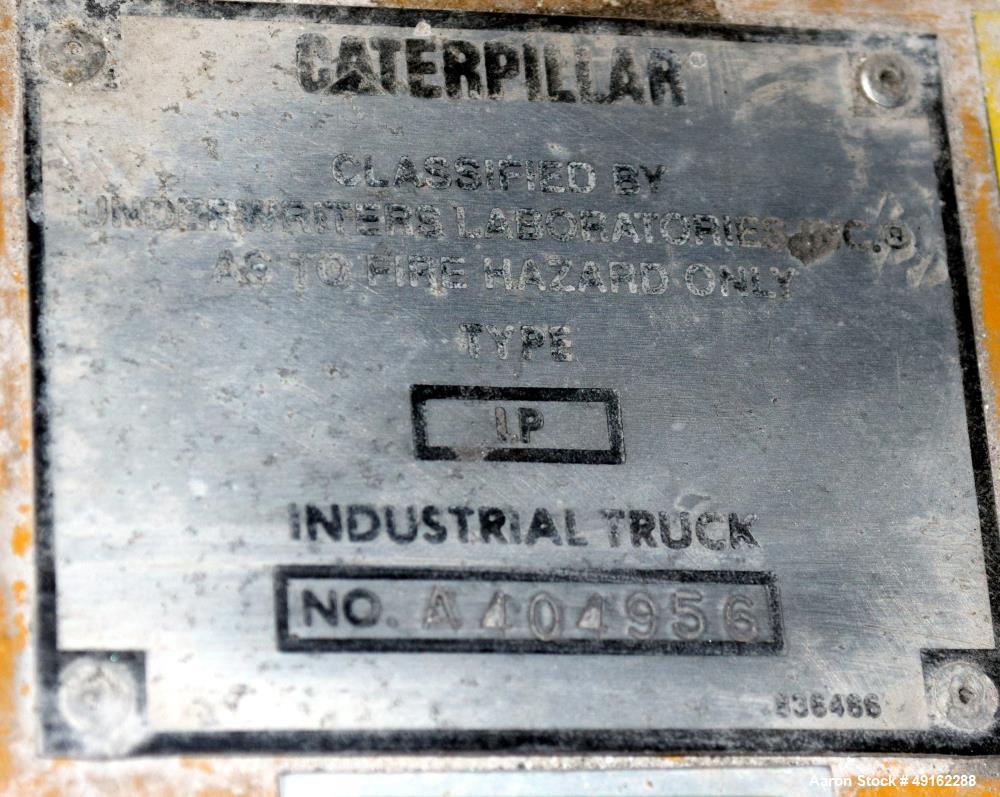 CATERPILLAR®
CLASSIFIED BY
UNDERWRITERS LABORATORIES INC.®
AS TO FIRE HAZARD ONLY
TYPE
LP
INDUSTRIAL TRUCK
NO. A404956
836466
Aaron Stock # 49162288